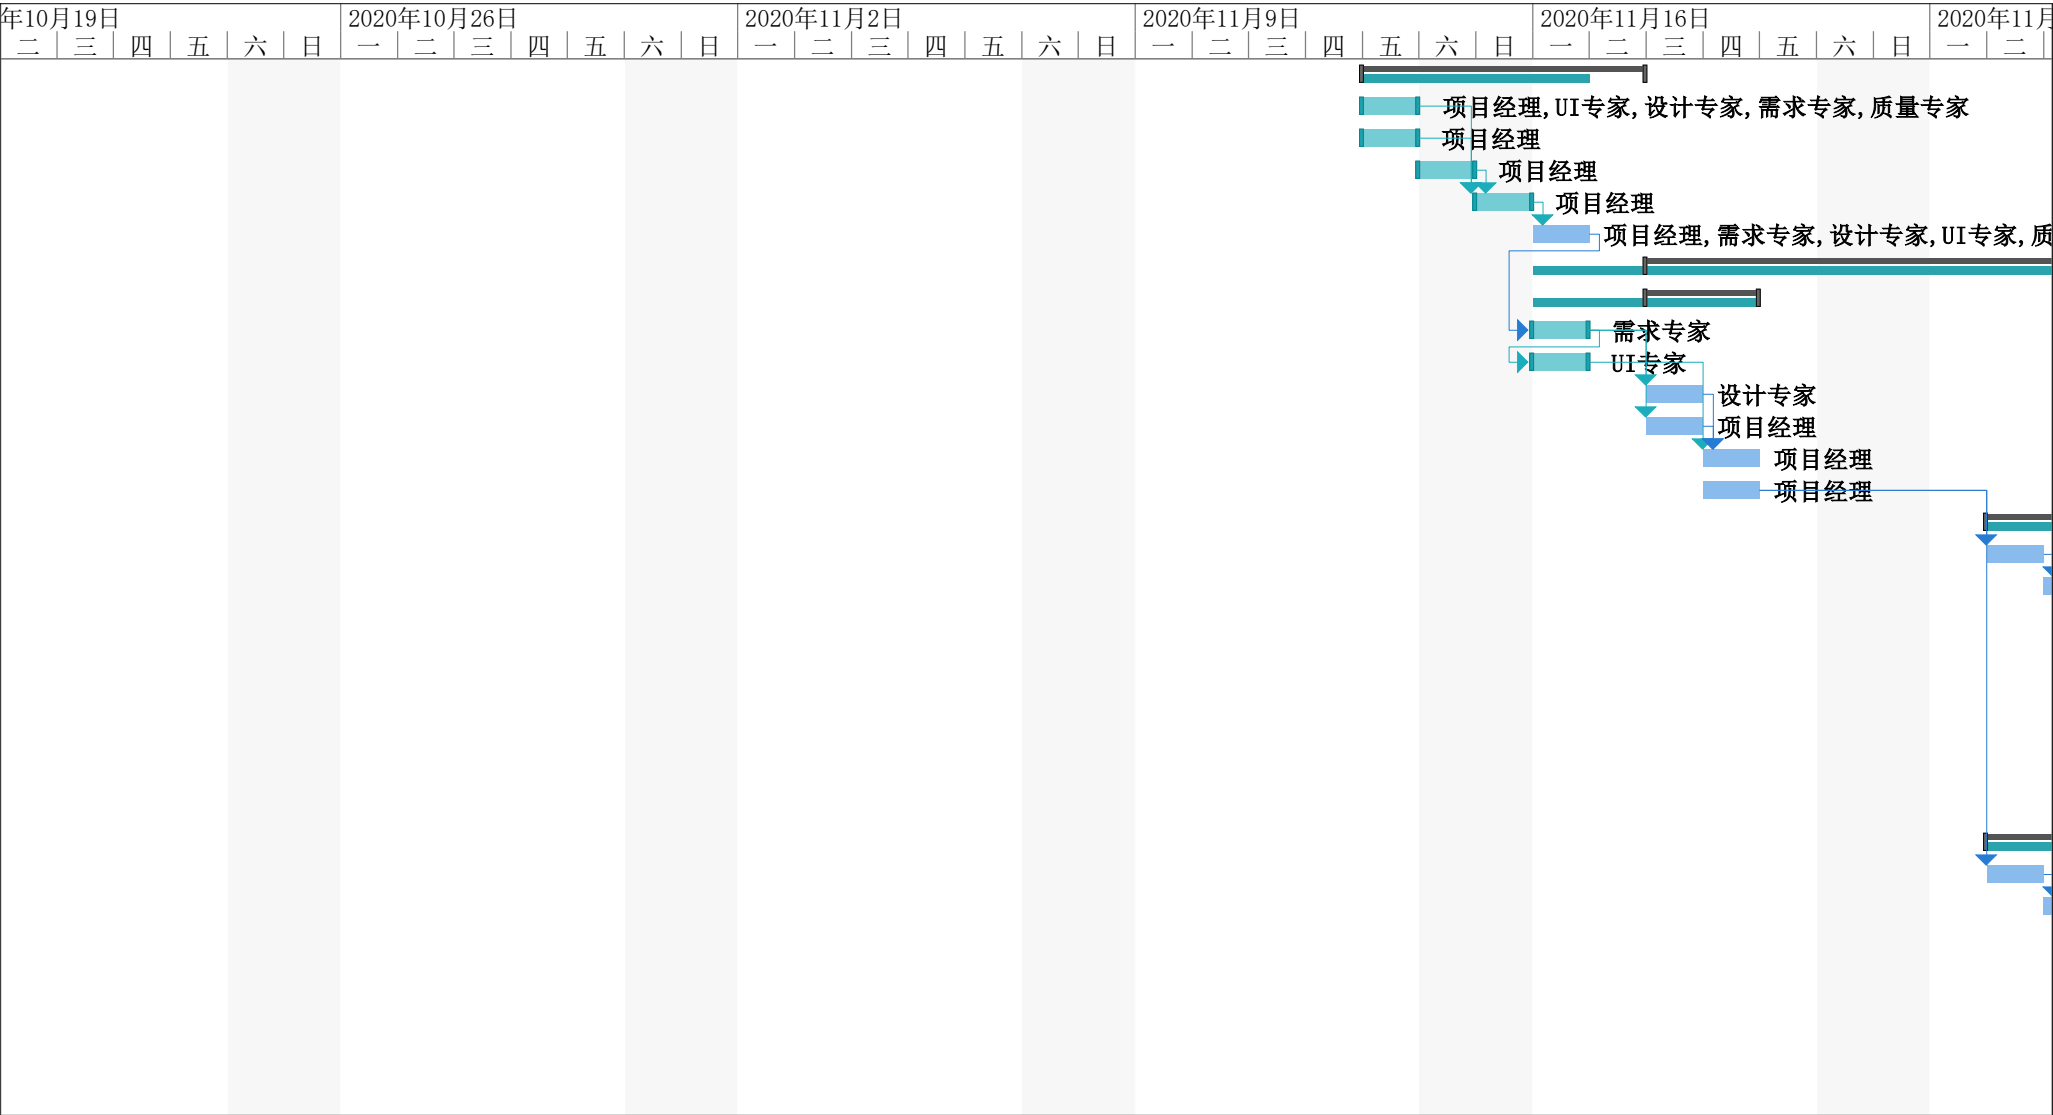 年10月19日 2020年10月26日 2020年11月2日 2020年11月9日 2020年11月16日 2020年11月
二 三 四 五 六 日 一 二 三 四 五 六 日 一 二 三 四 五 六 日 一 二 三 四 五 六 日 一 二 三 四 五 六 日 一 二
项目经理,UI专家,设计专家,需求专家,质量专家
项目经理
项目经理
项目经理
项目经理,需求专家,设计专家,UI专家,质
需求专家
UI专家
设计专家
项目经理
项目经理
项目经理